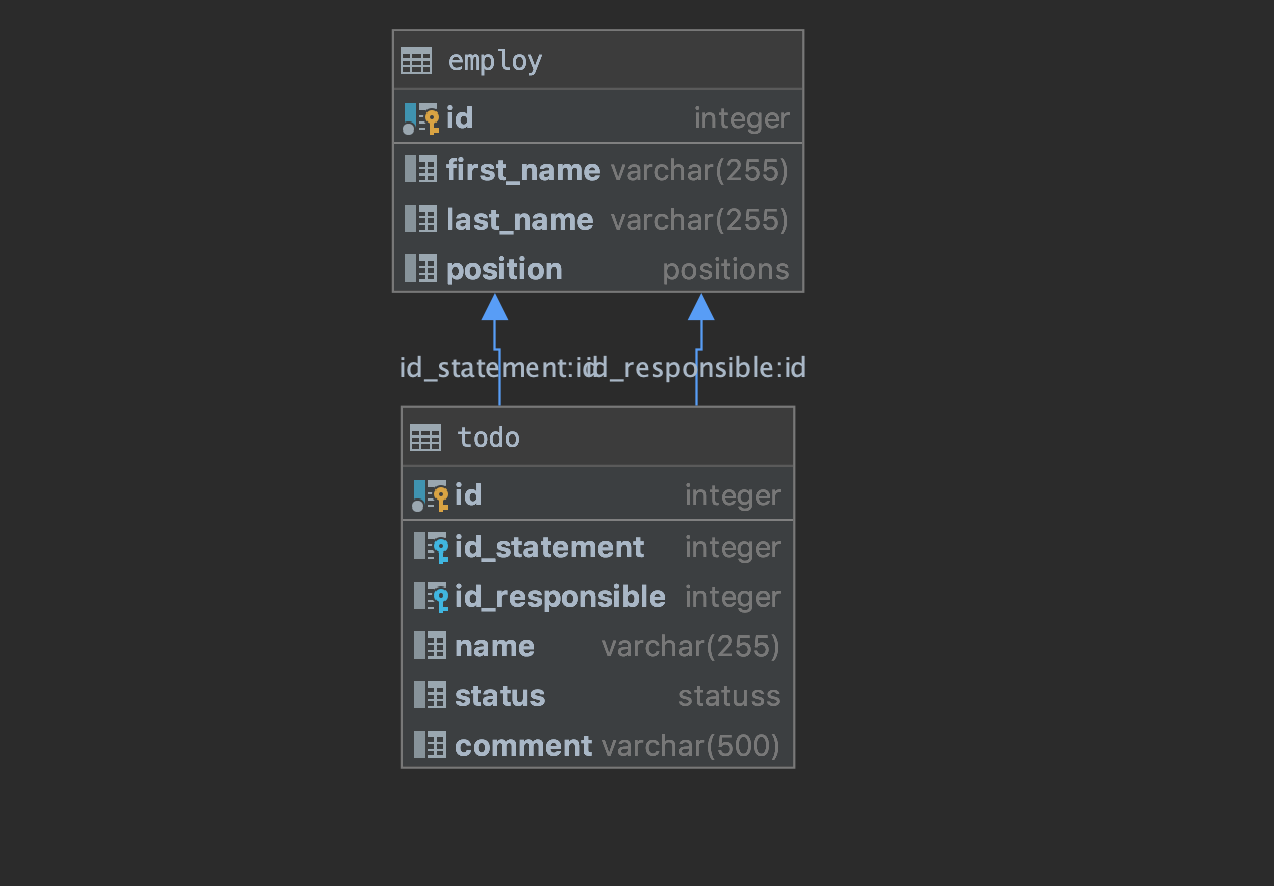 employ
id integer
first_name varchar(255)
last_name varchar(255)
position positions
id_statement:id id_responsible:id
todo
id integer
id_statement integer
id_responsible integer
name varchar(255)
status statuss
comment varchar(500)